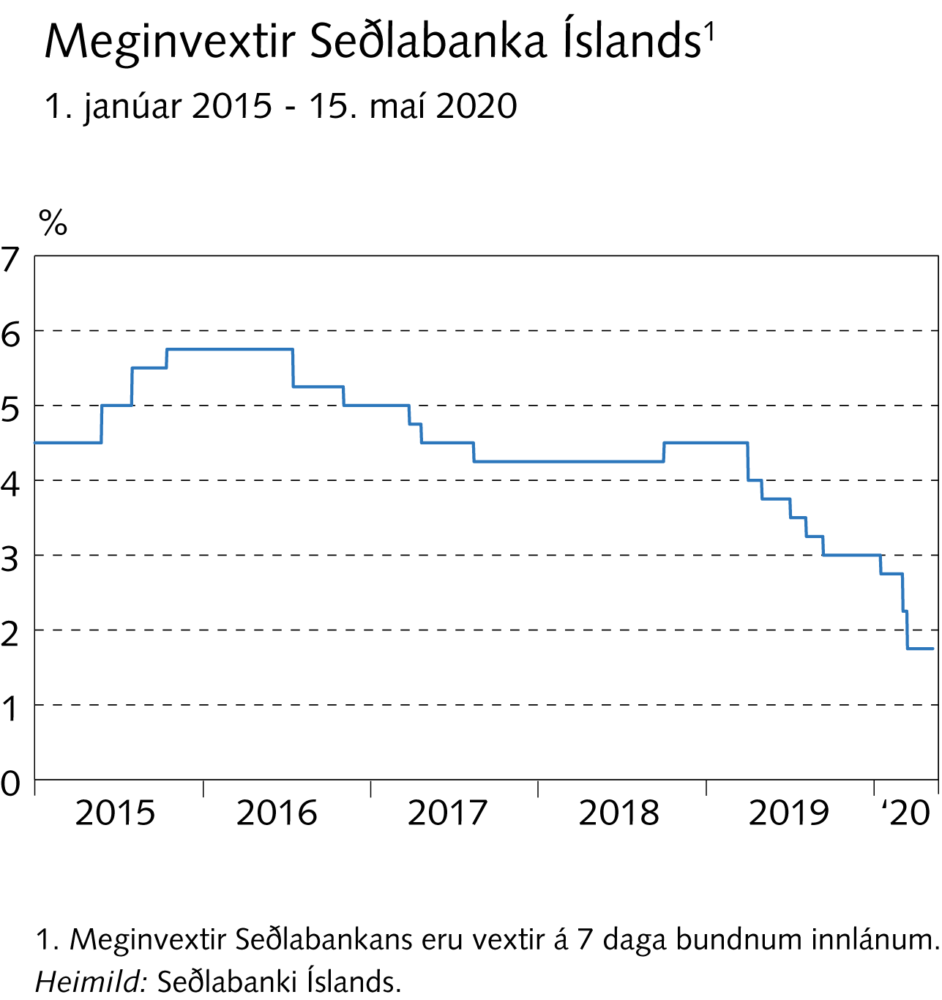 Meginvextir Seðlabanka Íslands¹
1. janúar 2015 - 15. maí 2020
%
7
6
5
4
3
2
1
0
2015 2016 2017 2018 2019 ‘20
1. Meginvextir Seðlabankans eru vextir á 7 daga bundnum innlánum.
Heimild: Seðlabanki Íslands.